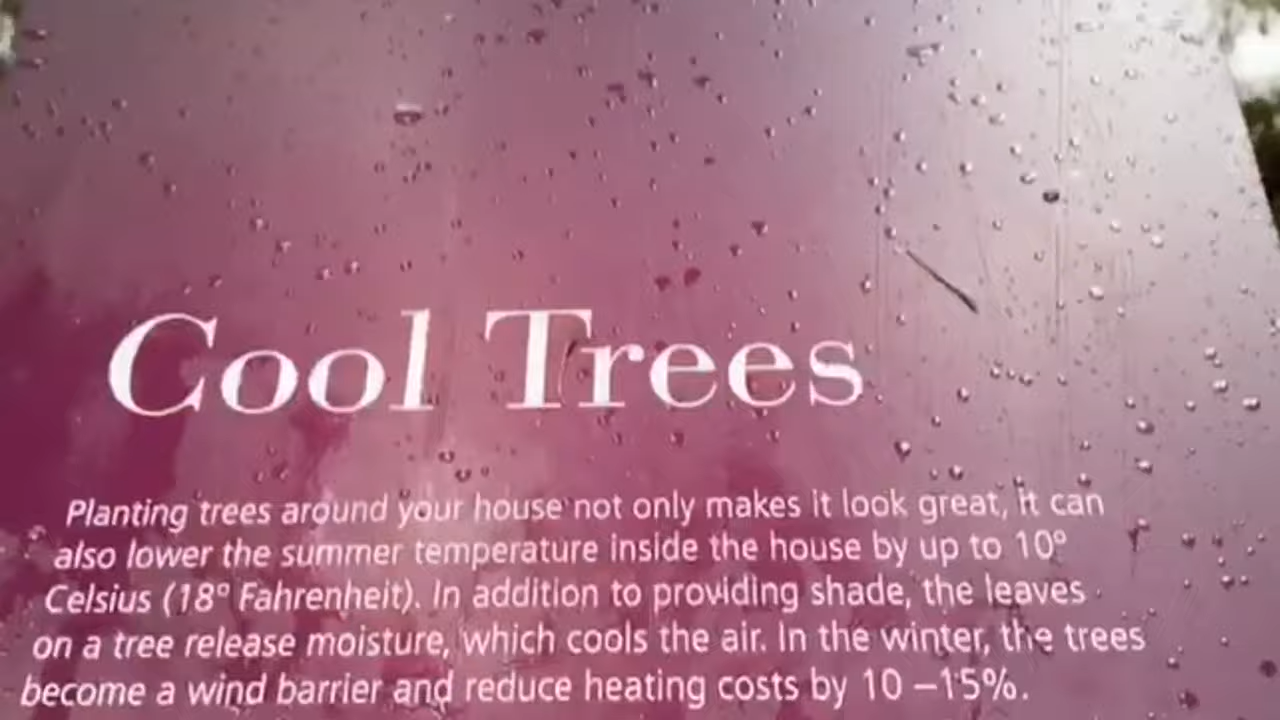 Cool Trees
Planting trees around your house not only makes it look great, it can
also lower the summer temperature inside the house by up to 10º
Celsius (18º Fahrenheit). In addition to providing shade, the leaves
on a tree release moisture, which cools the air. In the winter, the trees
become a wind barrier and reduce heating costs by 10 –15%.